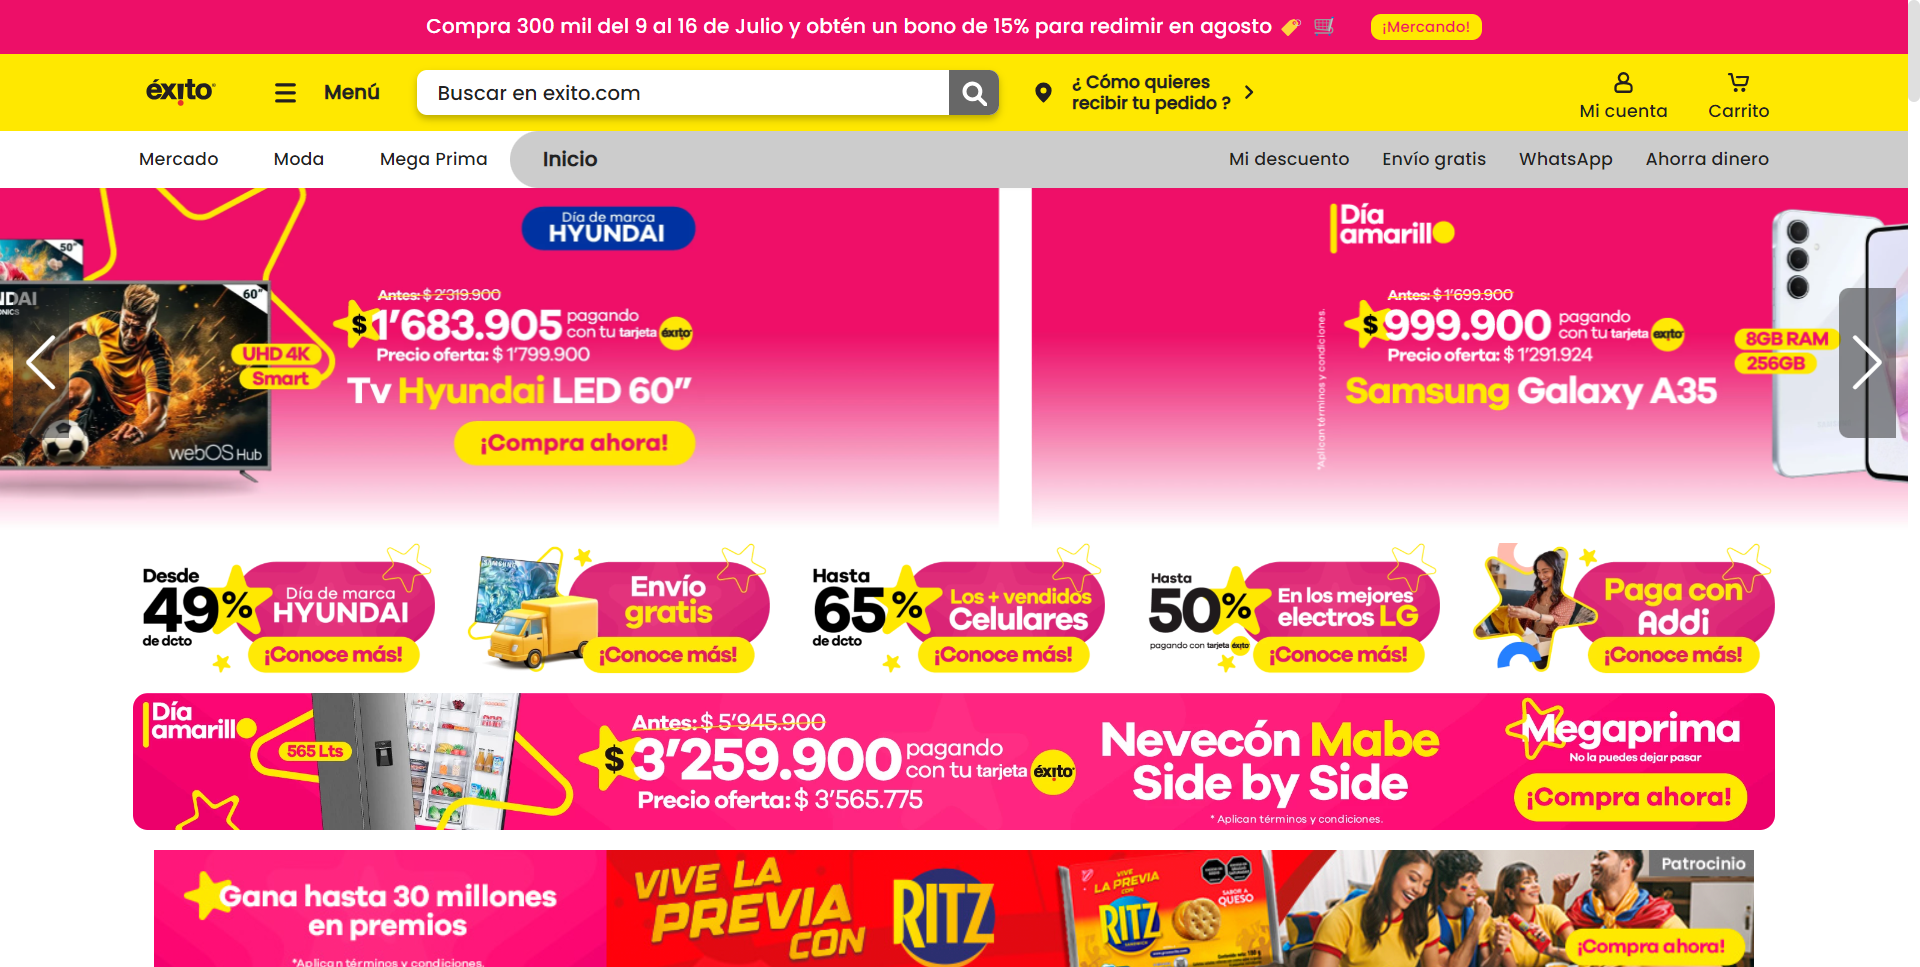 Compra 300 mil del 9 al 16 de Julio y obtén un bono de 15% para redimir en agosto
¡Mercando!
éxito
Menú
Buscar en exito.com
¿ Cómo quieres
recibir tu pedido ?
Mi cuenta
Carrito
Mercado
Moda
Mega Prima
Inicio
Mi descuento
Envío gratis
WhatsApp
Ahorra dinero
Día de marca
HYUNDAI
50"
60"
UHD 4K
Smart
webOS Hub
Antes: $ 2'319.900
$ 1'683.905 pagando
con tu tarjeta éxito
Precio oferta: $ 1'799.900
Tv Hyundai LED 60"
¡Compra ahora!
Día
amarillo
*Aplican términos y condiciones.
Antes: $ 1'699.900
$ 999.900 pagando
con tu tarjeta éxito
Precio oferta: $ 1'291.924
Samsung Galaxy A35
8GB RAM
256GB
Desde
49%
de dcto
Día de marca
HYUNDAI
¡Conoce más!
Envío
gratis
¡Conoce más!
Hasta
65%
de dcto
Los + vendidos
Celulares
¡Conoce más!
Hasta
50%
pagando con tarjeta éxito
En los mejores
electros LG
¡Conoce más!
Paga con
Addi
¡Conoce más!
Día
amarillo
565 Lts
Antes: $ 5'945.900
$ 3'259.900 pagando
con tu tarjeta éxito
Precio oferta: $ 3'565.775
Nevecón Mabe
Side by Side
* Aplican términos y condiciones.
Megaprima
No la puedes dejar pasar
¡Compra ahora!
Gana hasta 30 millones
en premios
*Aplican términos y condiciones.
VIVE LA
PREVIA
CON
RITZ
VIVE
LA PREVIA
CON
RITZ
SABOR A
QUESO
Patrocinio
¡Compra ahora!